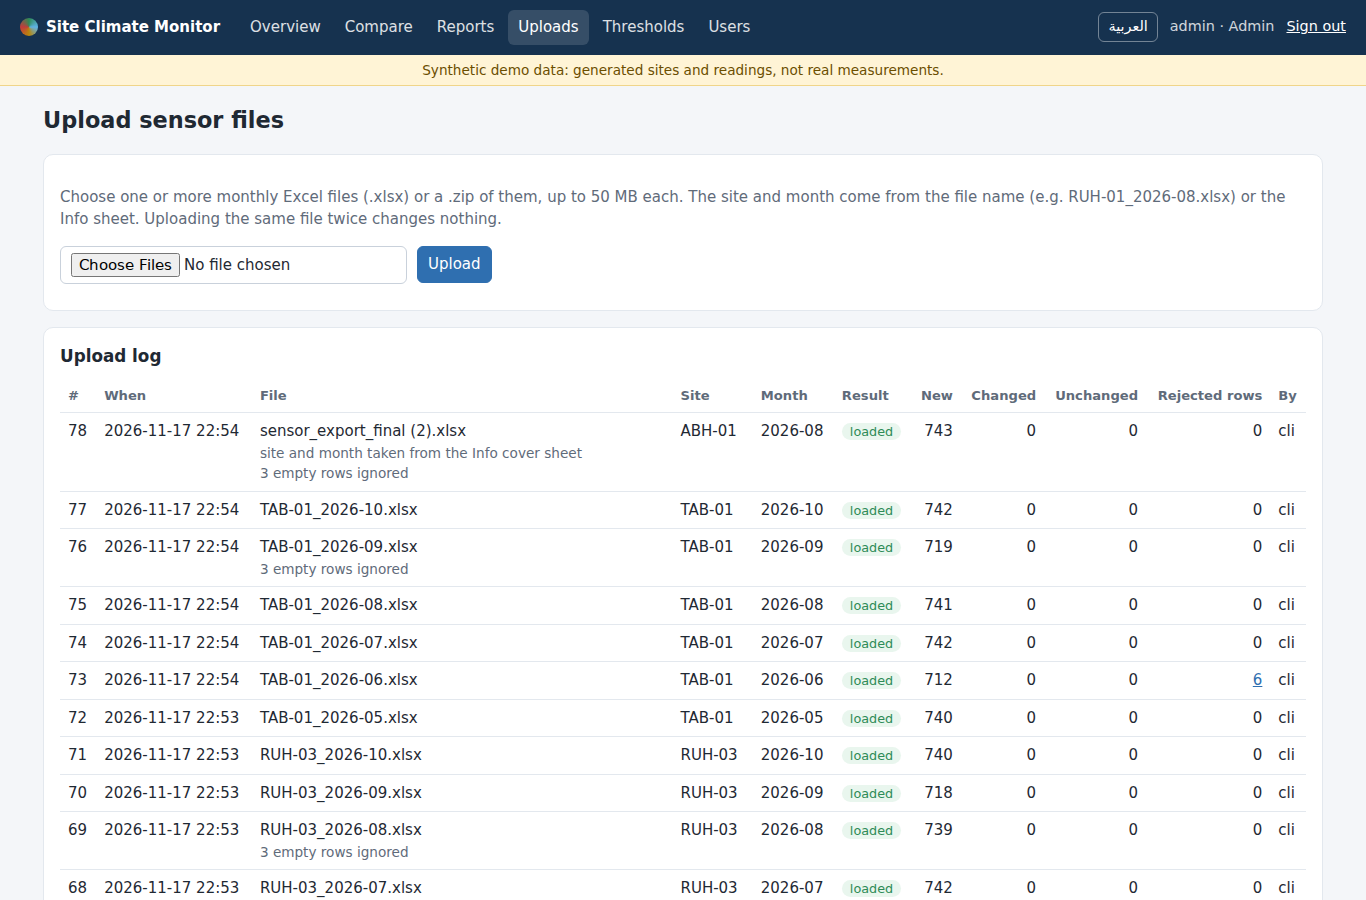 Site Climate Monitor Overview Compare Reports Uploads Thresholds Users العربية admin · Admin Sign out
Synthetic demo data: generated sites and readings, not real measurements.
Upload sensor files
Choose one or more monthly Excel files (.xlsx) or a .zip of them, up to 50 MB each. The site and month come from the file name (e.g. RUH-01_2026-08.xlsx) or the
Info sheet. Uploading the same file twice changes nothing.
Choose Files No file chosen Upload
Upload log
# When File Site Month Result New Changed Unchanged Rejected rows By
78 2026-11-17 22:54 sensor_export_final (2).xlsx ABH-01 2026-08 loaded 743 0 0 0 cli
site and month taken from the Info cover sheet
3 empty rows ignored
77 2026-11-17 22:54 TAB-01_2026-10.xlsx TAB-01 2026-10 loaded 742 0 0 0 cli
76 2026-11-17 22:54 TAB-01_2026-09.xlsx TAB-01 2026-09 loaded 719 0 0 0 cli
3 empty rows ignored
75 2026-11-17 22:54 TAB-01_2026-08.xlsx TAB-01 2026-08 loaded 741 0 0 0 cli
74 2026-11-17 22:54 TAB-01_2026-07.xlsx TAB-01 2026-07 loaded 742 0 0 0 cli
73 2026-11-17 22:54 TAB-01_2026-06.xlsx TAB-01 2026-06 loaded 712 0 0 6 cli
72 2026-11-17 22:53 TAB-01_2026-05.xlsx TAB-01 2026-05 loaded 740 0 0 0 cli
71 2026-11-17 22:53 RUH-03_2026-10.xlsx RUH-03 2026-10 loaded 740 0 0 0 cli
70 2026-11-17 22:53 RUH-03_2026-09.xlsx RUH-03 2026-09 loaded 718 0 0 0 cli
69 2026-11-17 22:53 RUH-03_2026-08.xlsx RUH-03 2026-08 loaded 739 0 0 0 cli
3 empty rows ignored
68 2026-11-17 22:53 RUH-03_2026-07.xlsx RUH-03 2026-07 loaded 742 0 0 0 cli